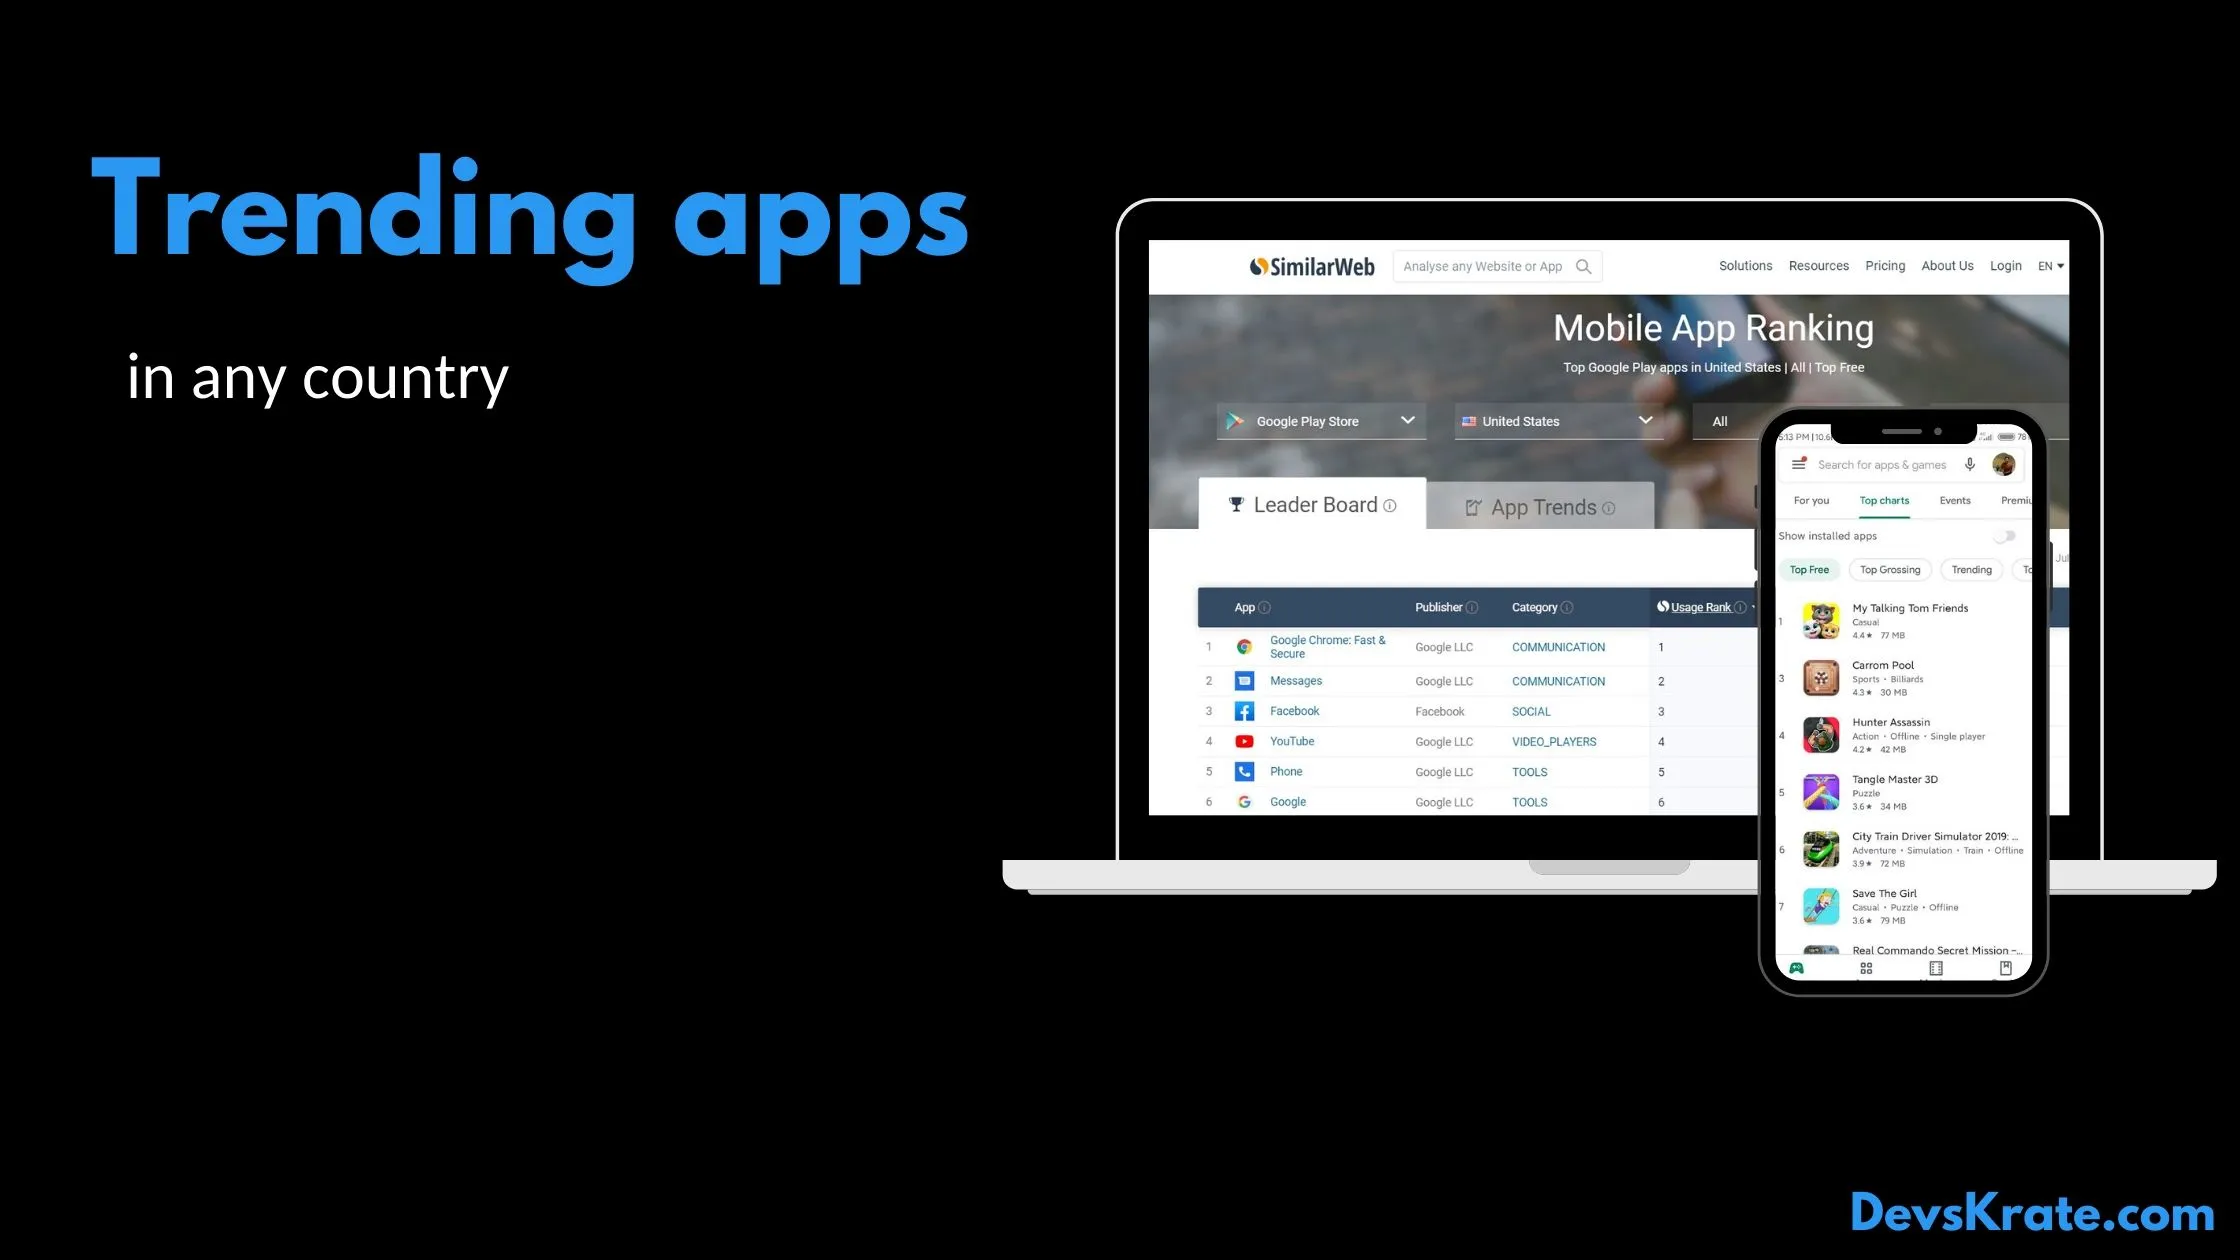 Trending apps
in any country
SimilarWeb
Analyse any Website or App
Solutions Resources Pricing About Us Login EN
Mobile App Ranking
Top Google Play apps in United States | All | Top Free
Google Play Store United States All
Leader Board App Trends
App Publisher Category Usage Rank
1 Google Chrome: Fast & Secure Google LLC COMMUNICATION 1
2 Messages Google LLC COMMUNICATION 2
3 Facebook Facebook SOCIAL 3
4 YouTube Google LLC VIDEO_PLAYERS 4
5 Phone Google LLC TOOLS 5
6 Google Google LLC TOOLS 6
5:13 PM
Search for apps & games
For you Top charts Events
Show installed apps
Top Free Top Grossing Trending
1 My Talking Tom Friends
Casual
4.4★ 77 MB
3 Carrom Pool
Sports • Billiards
4.3★ 30 MB
4 Hunter Assassin
Action • Offline • Single player
4.2★ 42 MB
5 Tangle Master 3D
Puzzle
3.6★ 34 MB
6 City Train Driver Simulator 2019: ...
Adventure • Simulation • Train • Offline
3.9★ 72 MB
7 Save The Girl
Casual • Puzzle • Offline
3.6★ 79 MB
Real Commando Secret Mission –...
DevsKrate.com